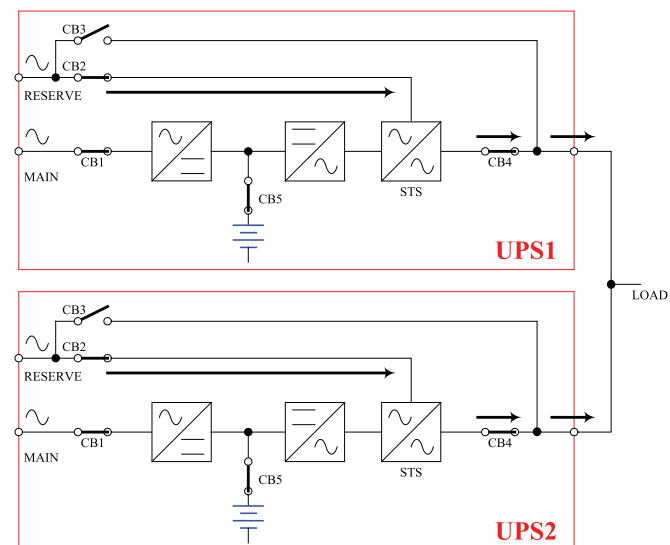 CB3
CB2
RESERVE
MAIN
CB1
CB5
STS
CB4
UPS1
LOAD
CB3
CB2
RESERVE
MAIN
CB1
CB5
STS
CB4
UPS2